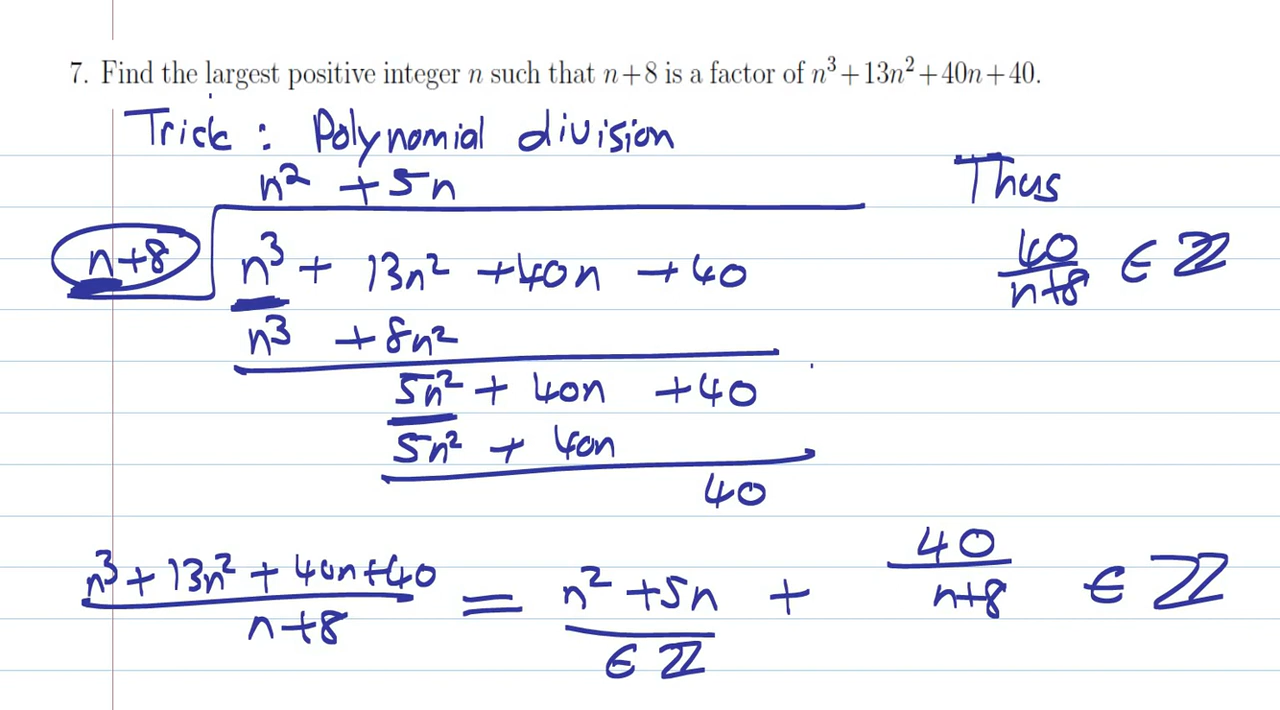 7. Find the largest positive integer n such that n+8 is a factor of n³+13n²+40n+40.
Trick : Polynomial division
n² +5n
n+8 n³ + 13n² +40n +40
n³ +8n²
5n² + 40n +40
5n² + 40n
40
Thus
40/(n+8) ∈ ℤ
(n³+13n²+40n+40)/(n+8) = n²+5n + 40/(n+8) ∈ ℤ
∈ ℤ